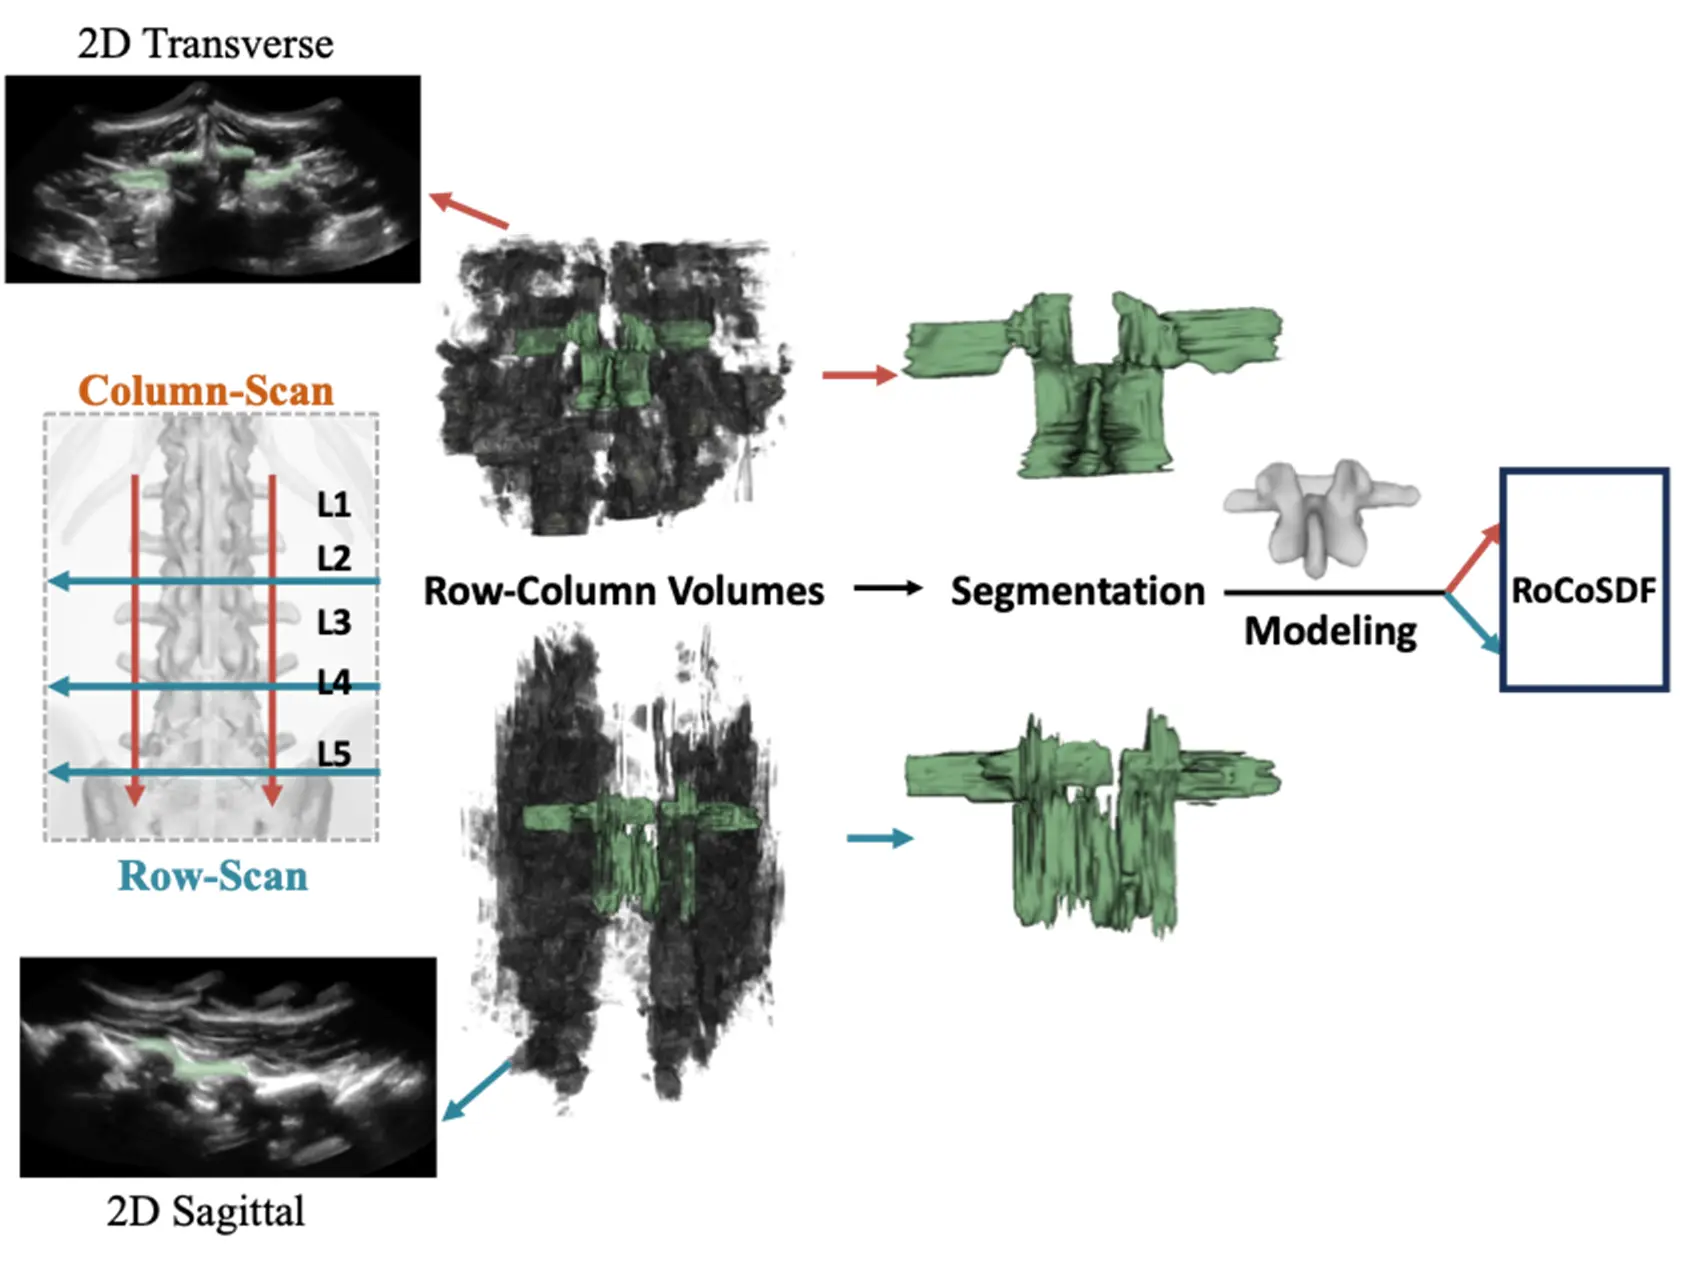 2D Transverse
Column-Scan
L1
L2
L3
L4
L5
Row-Scan
2D Sagittal
Row-Column Volumes
Segmentation
Modeling
RoCoSDF